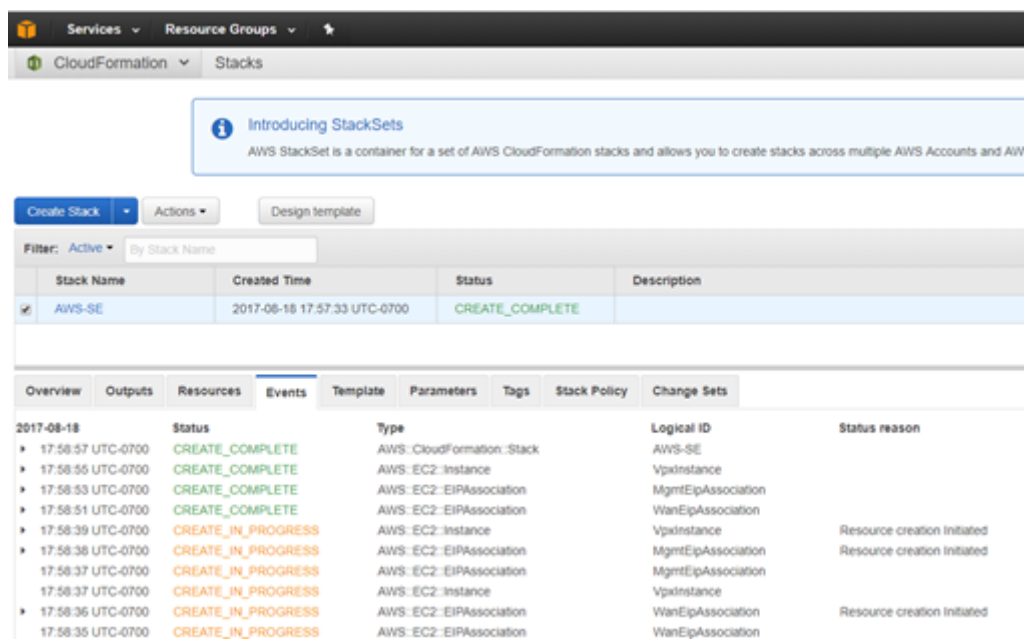 Services Resource Groups
CloudFormation Stacks
Introducing StackSets
AWS StackSet is a container for a set of AWS CloudFormation stacks and allows you to create stacks across multiple AWS Accounts and AW
Create Stack Actions Design template
Filter: Active By Stack Name
Stack Name Created Time Status Description
AWS-SE 2017-08-18 17:57:33 UTC-0700 CREATE_COMPLETE
Overview Outputs Resources Events Template Parameters Tags Stack Policy Change Sets
2017-08-18 Status Type Logical ID Status reason
17:58:57 UTC-0700 CREATE_COMPLETE AWS::CloudFormation::Stack AWS-SE
17:58:55 UTC-0700 CREATE_COMPLETE AWS::EC2::Instance VpxInstance
17:58:53 UTC-0700 CREATE_COMPLETE AWS::EC2::EIPAssociation MgmtEipAssociation
17:58:51 UTC-0700 CREATE_COMPLETE AWS::EC2::EIPAssociation WanEipAssociation
17:58:39 UTC-0700 CREATE_IN_PROGRESS AWS::EC2::Instance VpxInstance Resource creation Initiated
17:58:38 UTC-0700 CREATE_IN_PROGRESS AWS::EC2::EIPAssociation MgmtEipAssociation Resource creation Initiated
17:58:37 UTC-0700 CREATE_IN_PROGRESS AWS::EC2::EIPAssociation MgmtEipAssociation
17:58:37 UTC-0700 CREATE_IN_PROGRESS AWS::EC2::Instance VpxInstance
17:58:36 UTC-0700 CREATE_IN_PROGRESS AWS::EC2::EIPAssociation WanEipAssociation Resource creation Initiated
17:58:35 UTC-0700 CREATE_IN_PROGRESS AWS::EC2::EIPAssociation WanEipAssociation